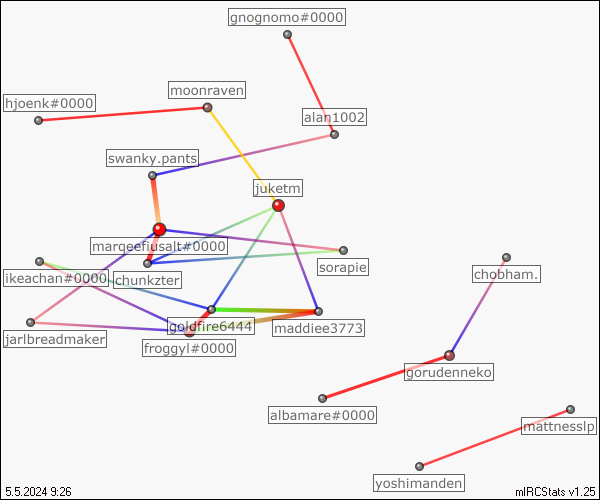 gnognomo#0000
moonraven
hjoenk#0000
alan1002
swanky.pants
juketm
marqeefiusalt#0000
sorapie
chobham.
ikeachan#0000
chunkzter
goldfire6444
maddiee3773
jarlbreadmaker
froggyl#0000
gorudenneko
albamare#0000
mattnesslp
yoshimanden
5.5.2024 9:26
mIRCStats v1.25